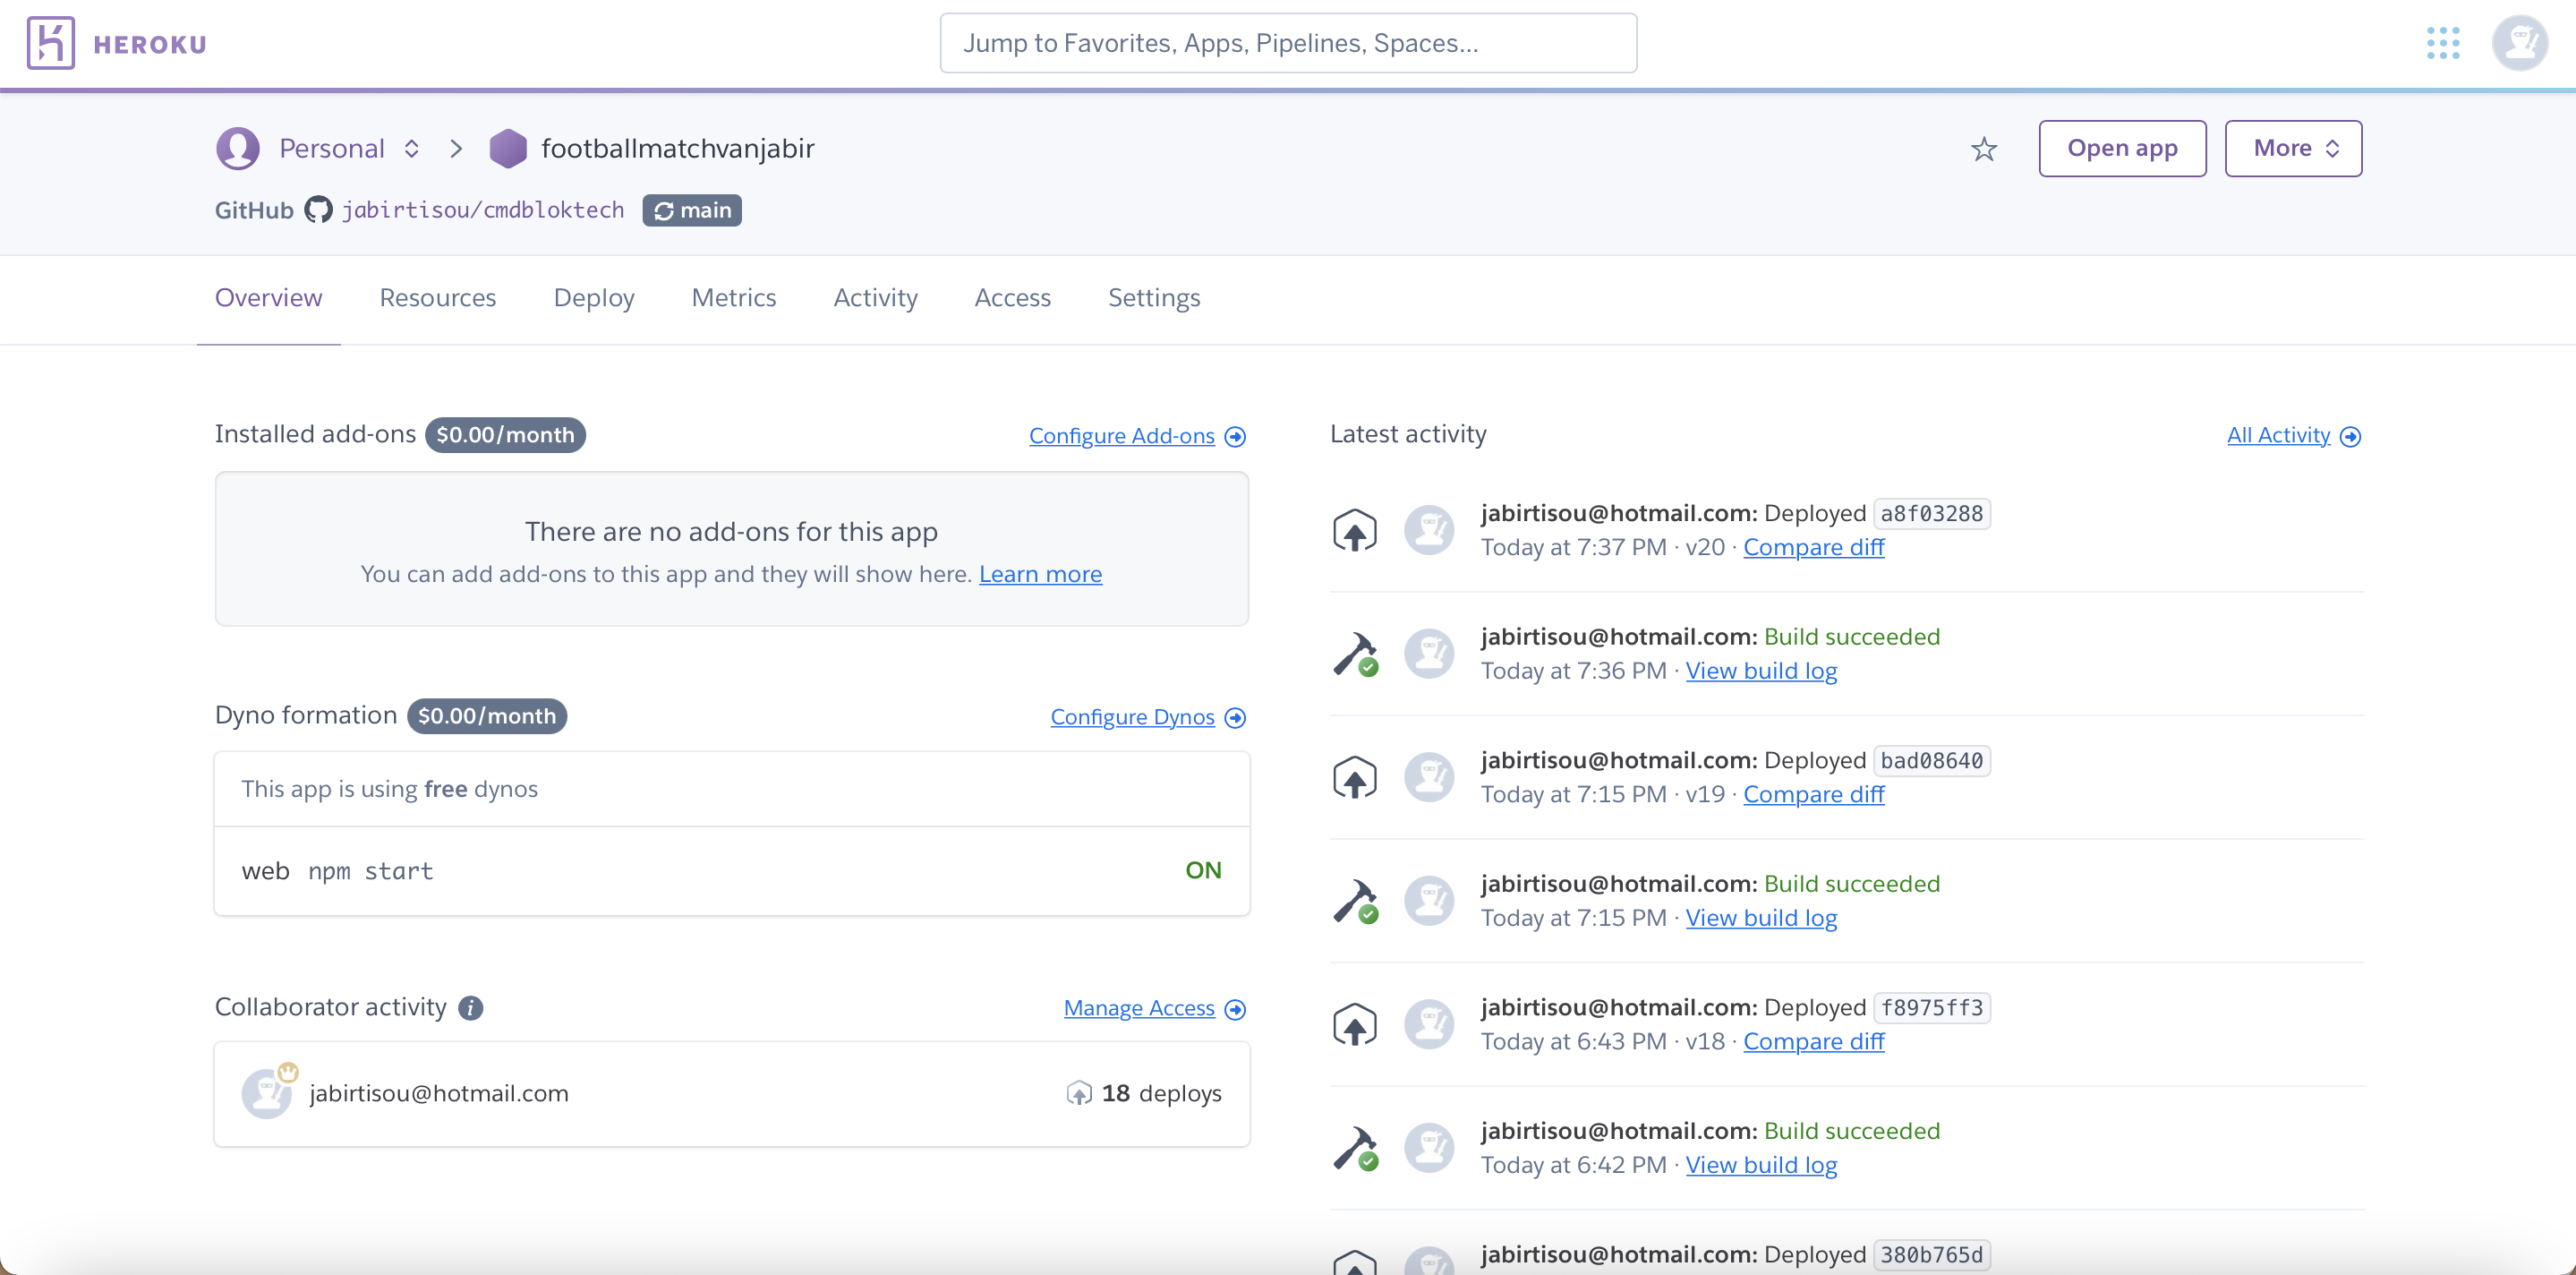 HEROKU
Jump to Favorites, Apps, Pipelines, Spaces...
Personal footballmatchvanjabir
Open app
More
GitHub jabirtisou/cmdbloktech main
Overview Resources Deploy Metrics Activity Access Settings
Installed add-ons $0.00/month Configure Add-ons
There are no add-ons for this app
You can add add-ons to this app and they will show here. Learn more
Dyno formation $0.00/month Configure Dynos
This app is using free dynos
web npm start ON
Collaborator activity Manage Access
jabirtisou@hotmail.com 18 deploys
Latest activity All Activity
jabirtisou@hotmail.com: Deployed a8f03288
Today at 7:37 PM · v20 · Compare diff
jabirtisou@hotmail.com: Build succeeded
Today at 7:36 PM · View build log
jabirtisou@hotmail.com: Deployed bad08640
Today at 7:15 PM · v19 · Compare diff
jabirtisou@hotmail.com: Build succeeded
Today at 7:15 PM · View build log
jabirtisou@hotmail.com: Deployed f8975ff3
Today at 6:43 PM · v18 · Compare diff
jabirtisou@hotmail.com: Build succeeded
Today at 6:42 PM · View build log
jabirtisou@hotmail.com: Deployed 380b765d